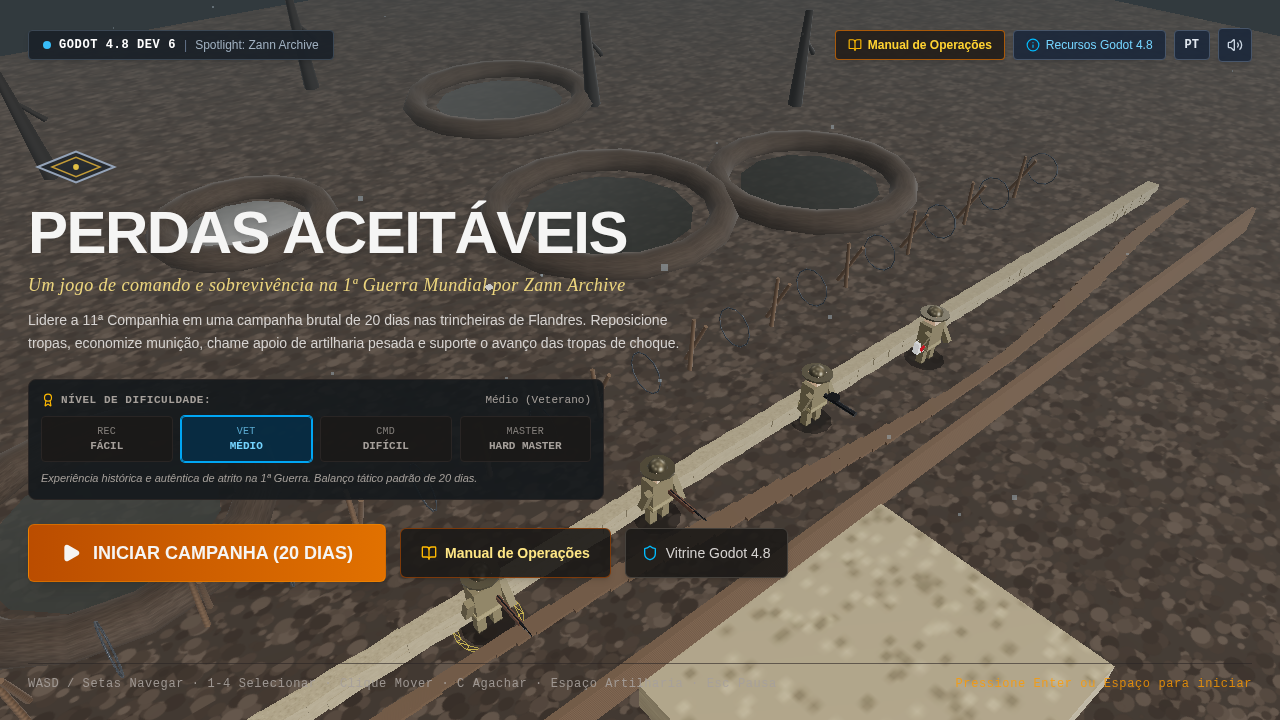 GODOT 4.8 DEV 6 | Spotlight: Zann Archive
Manual de Operações
Recursos Godot 4.8
PT
PERDAS ACEITÁVEIS
Um jogo de comando e sobrevivência na 1ª Guerra Mundial por Zann Archive
Lidere a 11ª Companhia em uma campanha brutal de 20 dias nas trincheiras de Flandres. Reposicione
tropas, economize munição, chame apoio de artilharia pesada e suporte o avanço das tropas de choque.
NÍVEL DE DIFICULDADE:
Médio (Veterano)
REC
FÁCIL
VET
MÉDIO
CMD
DIFÍCIL
MASTER
HARD MASTER
Experiência histórica e autêntica de atrito na 1ª Guerra. Balanço tático padrão de 20 dias.
INICIAR CAMPANHA (20 DIAS)
Manual de Operações
Vitrine Godot 4.8
WASD / Setas Navegar · 1-4 Selecionar · Clique Mover · C Agachar · Espaço Artilharia
Pressione Enter ou Espaço para iniciar